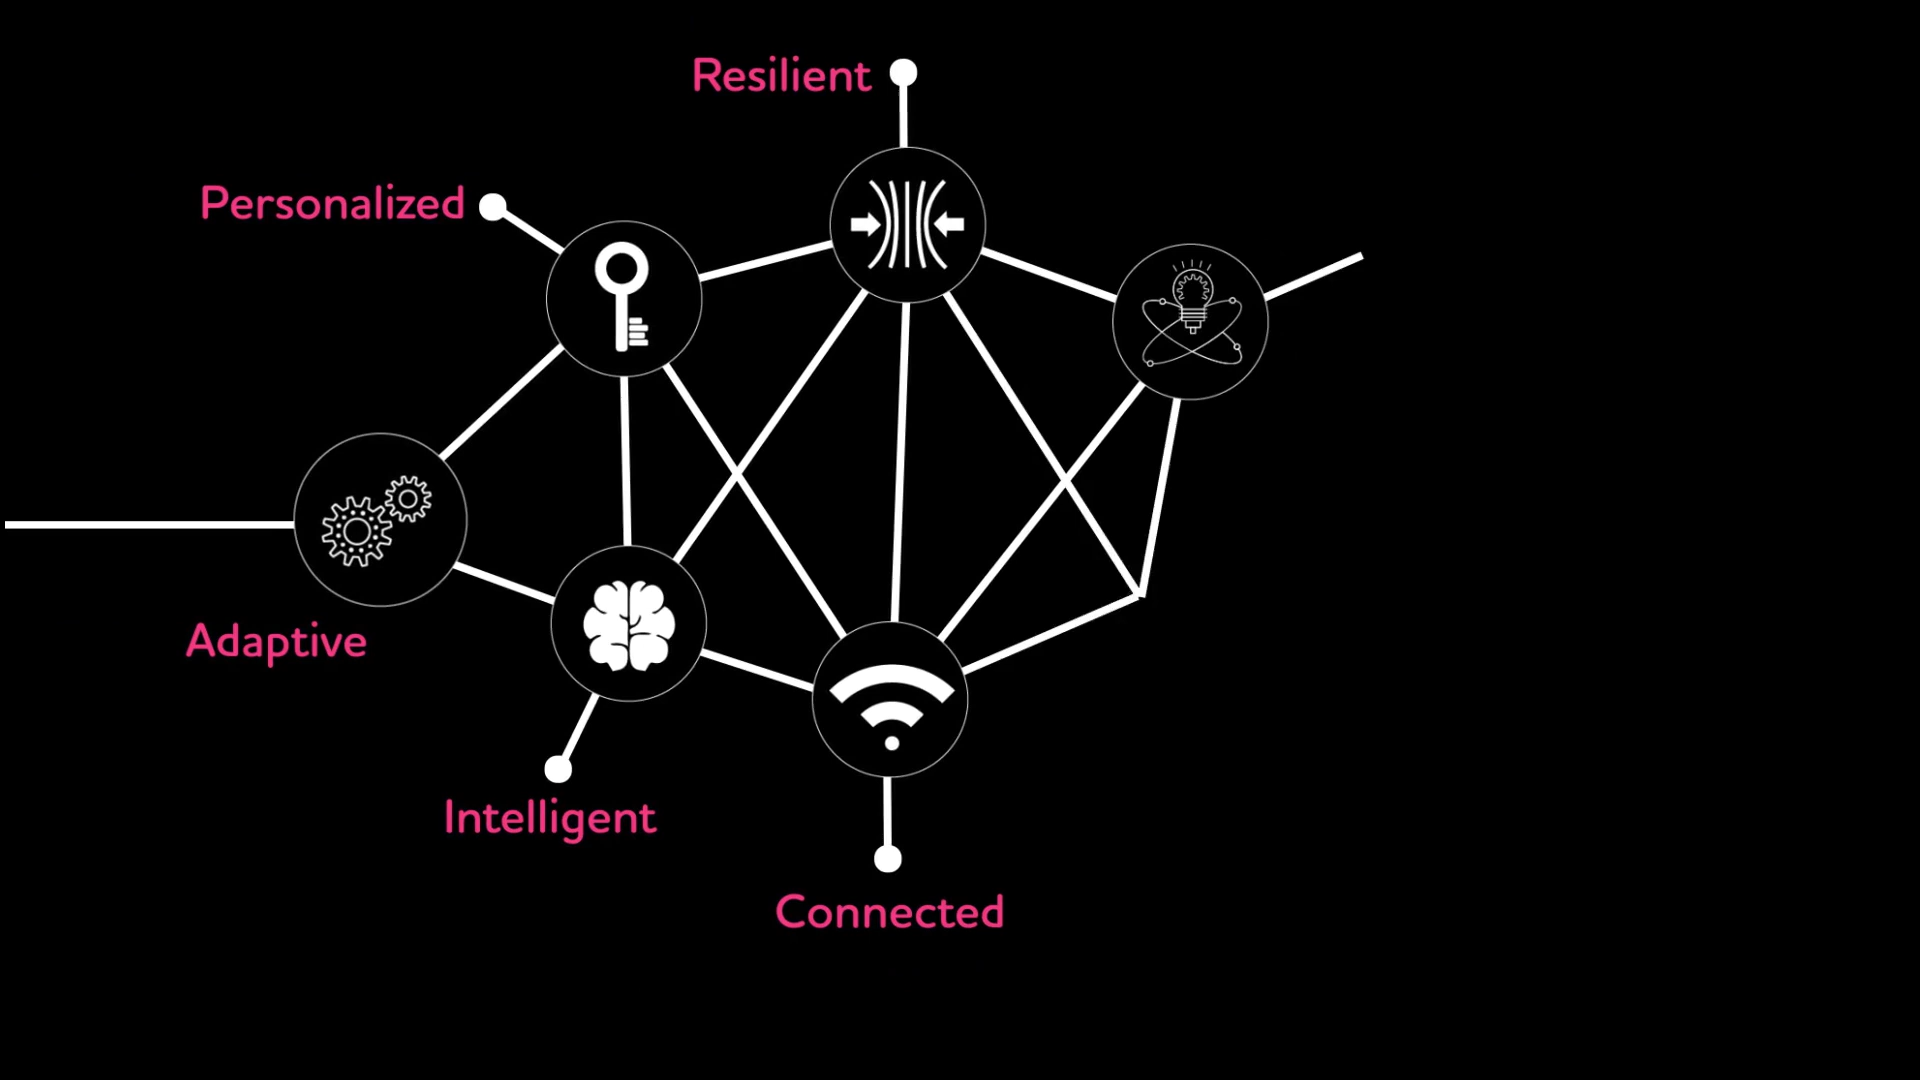 Resilient
Personalized
Adaptive
Intelligent
Connected